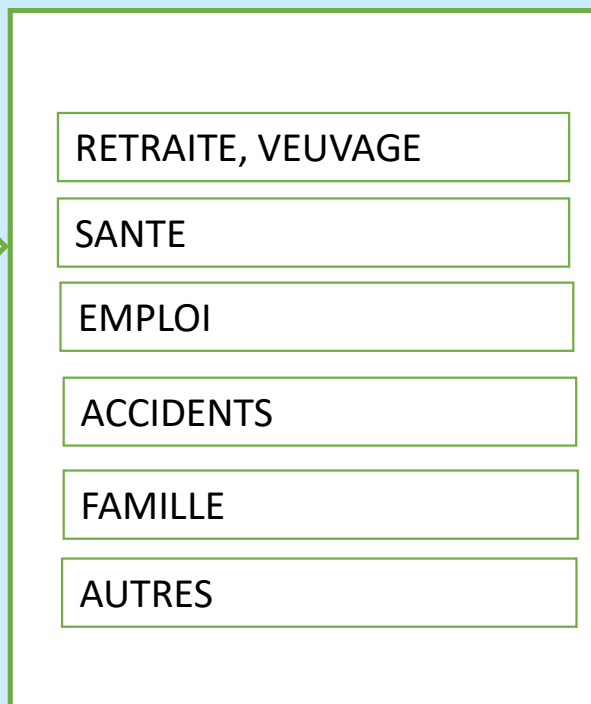 RETRAITE, VEUVAGE
SANTE
EMPLOI
ACCIDENTS
FAMILLE
AUTRES